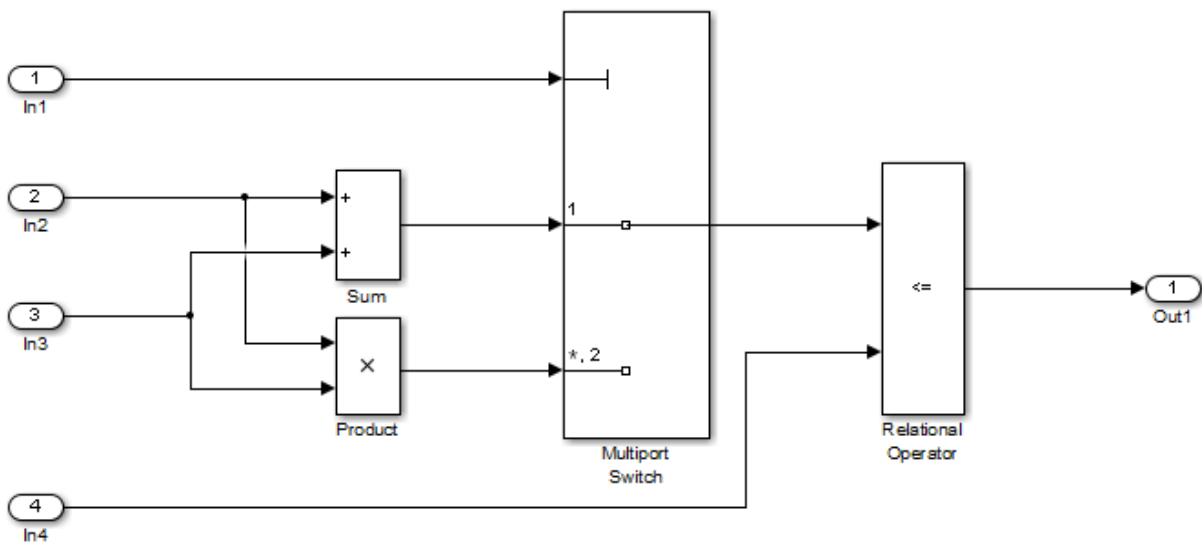 1
In1
2
In2
+
+
Sum
3
In3
×
Product
1
*, 2
Multiport
Switch
<=
Relational
Operator
1
Out1
4
In4